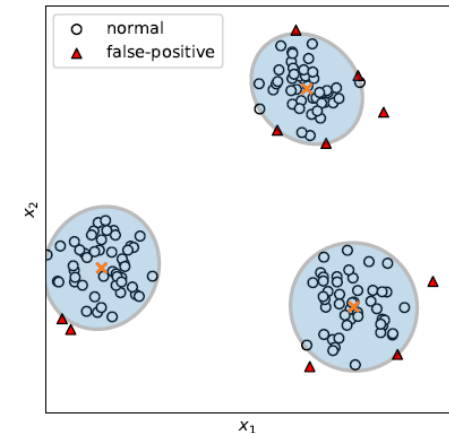 normal
false-positive
x₂
x₁